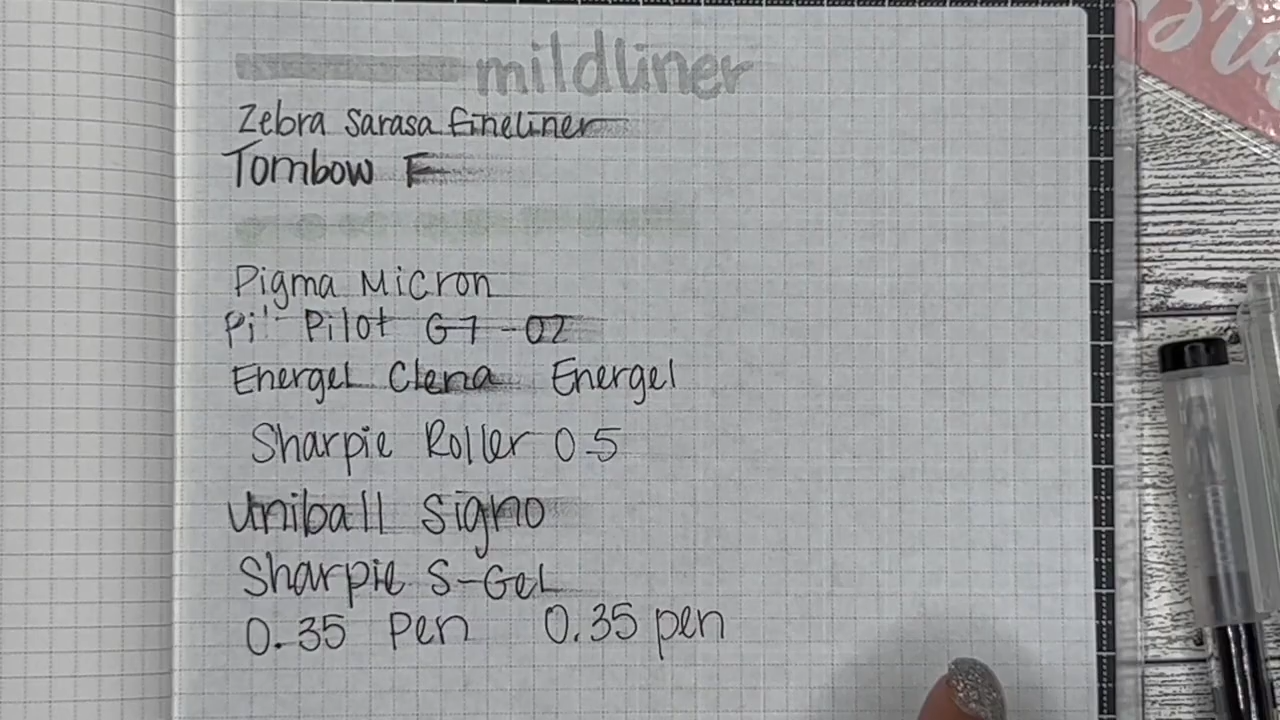 mildliner
Zebra Sarasa fineliner
Tombow F
Pigma Micron
Pi Pilot G7 -02
Energel Clena Energel
Sharpie Roller 0.5
Uniball Signo
Sharpie S-Gel
0.35 Pen 0.35 pen